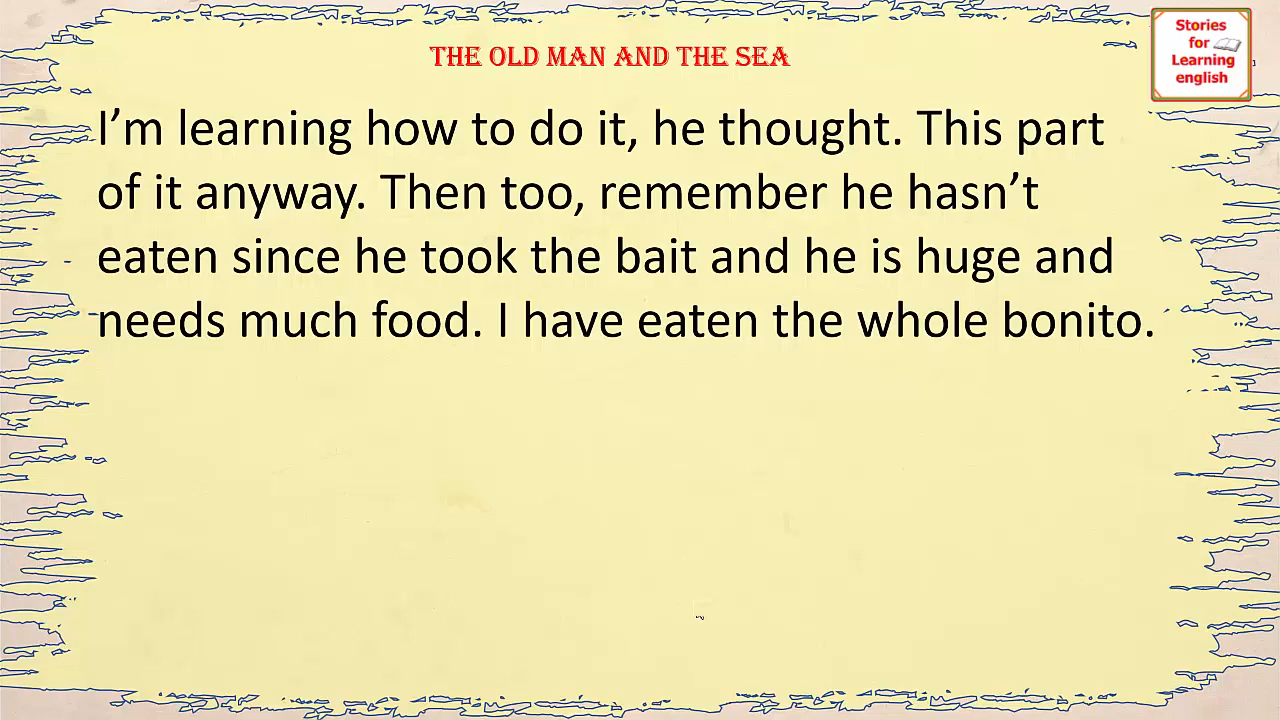 THE OLD MAN AND THE SEA
Stories
for
Learning
english
I’m learning how to do it, he thought. This part
of it anyway. Then too, remember he hasn’t
eaten since he took the bait and he is huge and
needs much food. I have eaten the whole bonito.